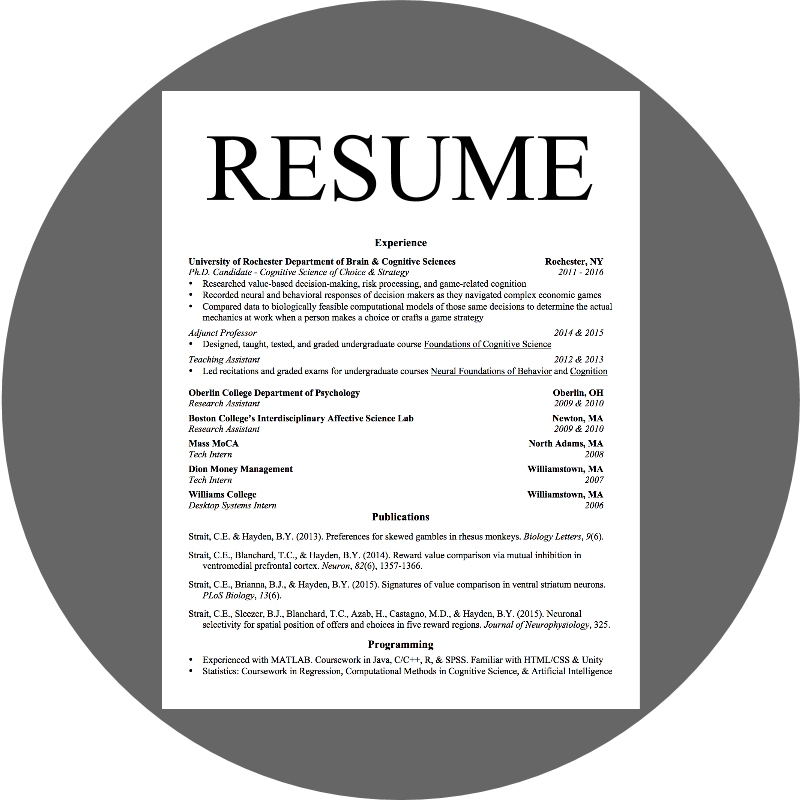 RESUME
Experience
University of Rochester Department of Brain & Cognitive Sciences Rochester, NY
Ph.D. Candidate - Cognitive Science of Choice & Strategy 2011 - 2016
• Researched value-based decision-making, risk processing, and game-related cognition
• Recorded neural and behavioral responses of decision makers as they navigated complex economic games
• Compared data to biologically feasible computational models of those same decisions to determine the actual
mechanics at work when a person makes a choice or crafts a game strategy
Adjunct Professor 2014 & 2015
• Designed, taught, tested, and graded undergraduate course Foundations of Cognitive Science
Teaching Assistant 2012 & 2013
• Led recitations and graded exams for undergraduate courses Neural Foundations of Behavior and Cognition
Oberlin College Department of Psychology Oberlin, OH
Research Assistant 2009 & 2010
Boston College's Interdisciplinary Affective Science Lab Newton, MA
Research Assistant 2009 & 2010
Mass MoCA North Adams, MA
Tech Intern 2008
Dion Money Management Williamstown, MA
Tech Intern 2007
Williams College Williamstown, MA
Desktop Systems Intern 2006
Publications
Strait, C.E. & Hayden, B.Y. (2013). Preferences for skewed gambles in rhesus monkeys. Biology Letters, 9(6).
Strait, C.E., Blanchard, T.C., & Hayden, B.Y. (2014). Reward value comparison via mutual inhibition in
ventromedial prefrontal cortex. Neuron, 82(6), 1357-1366.
Strait, C.E., Brianna, B.J., & Hayden, B.Y. (2015). Signatures of value comparison in ventral striatum neurons.
PLoS Biology, 13(6).
Strait, C.E., Sleezer, B.J., Blanchard, T.C., Azab, H., Castagno, M.D., & Hayden, B.Y. (2015). Neuronal
selectivity for spatial position of offers and choices in five reward regions. Journal of Neurophysiology, 325.
Programming
• Experienced with MATLAB. Coursework in Java, C/C++, R, & SPSS. Familiar with HTML/CSS & Unity
• Statistics: Coursework in Regression, Computational Methods in Cognitive Science, & Artificial Intelligence